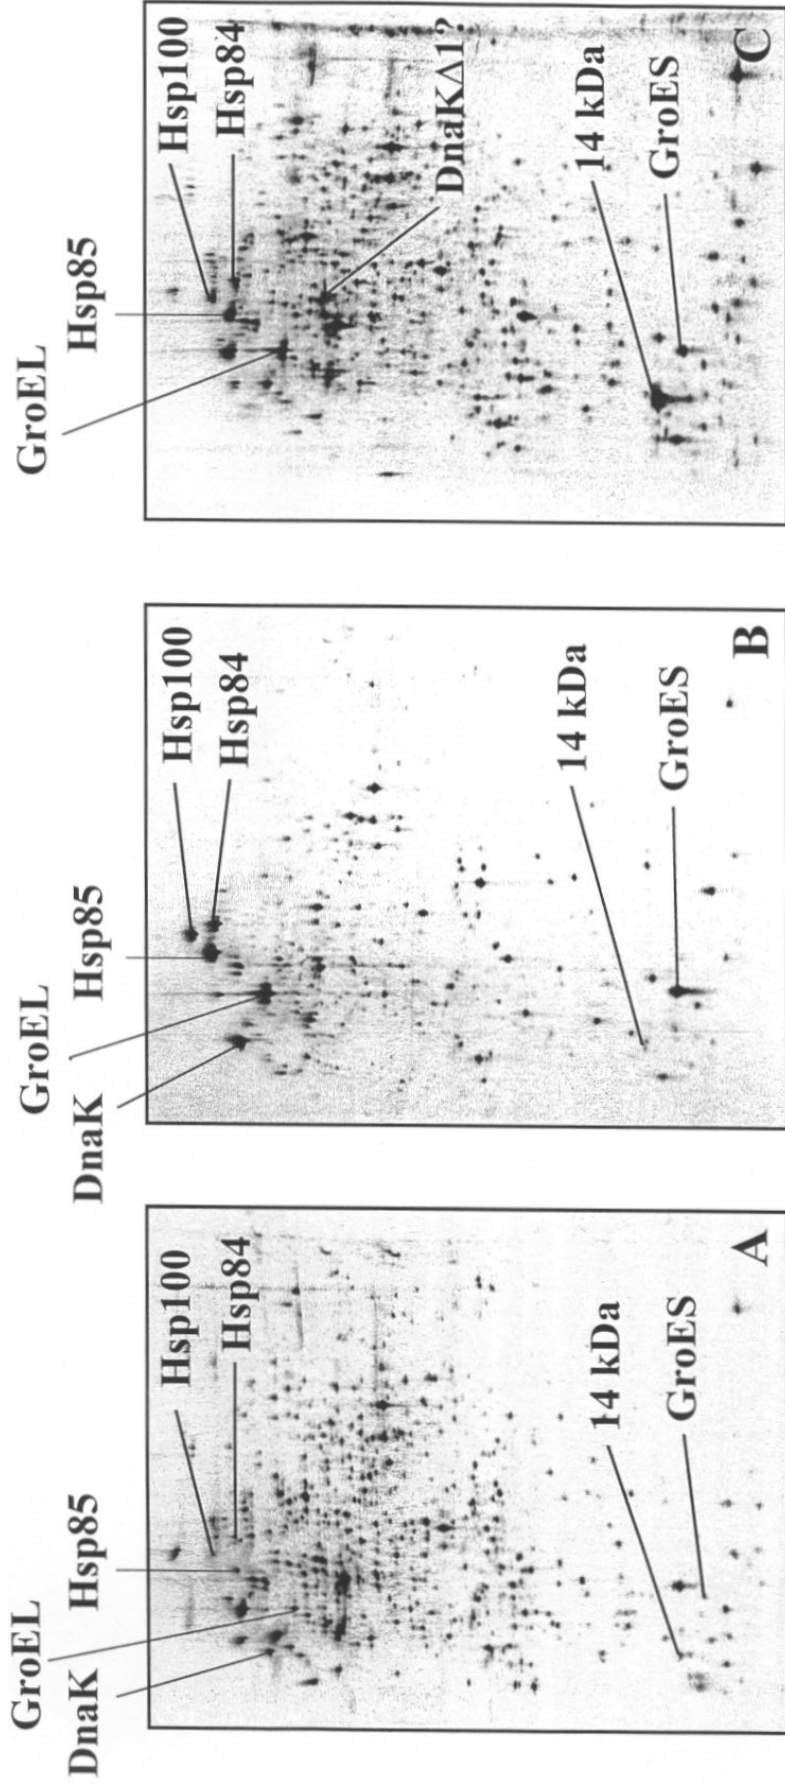 GroEL
DnaK
Hsp85
Hsp100
Hsp84
14 kDa
GroES
A
GroEL
DnaK
Hsp85
Hsp100
Hsp84
14 kDa
GroES
B
GroEL
Hsp85
Hsp100
Hsp84
DnaKΔ1?
14 kDa
GroES
C